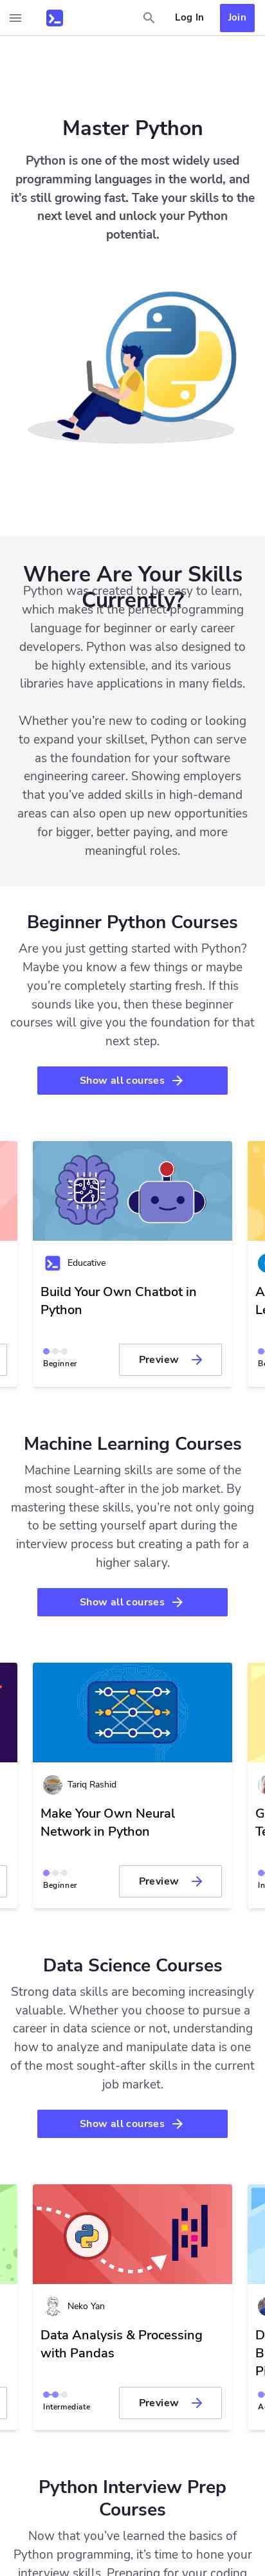 Log In
Join
Master Python
Python is one of the most widely used
programming languages in the world, and
it’s still growing fast. Take your skills to the
next level and unlock your Python
potential.
Where Are Your Skills
Currently?
Python was created to be easy to learn,
which makes it the perfect programming
language for beginner or early career
developers. Python was also designed to
be highly extensible, and its various
libraries have applications in many fields.
Whether you’re new to coding or looking
to expand your skillset, Python can serve
as the foundation for your software
engineering career. Showing employers
that you’ve added skills in high-demand
areas can also open up new opportunities
for bigger, better paying, and more
meaningful roles.
Beginner Python Courses
Are you just getting started with Python?
Maybe you know a few things or maybe
you’re completely starting fresh. If this
sounds like you, then these beginner
courses will give you the foundation for that
next step.
Show all courses
Educative
Build Your Own Chatbot in
Python
Beginner
Preview
A
Le
Be
Machine Learning Courses
Machine Learning skills are some of the
most sought-after in the job market. By
mastering these skills, you’re not only going
to be setting yourself apart during the
interview process but creating a path for a
higher salary.
Show all courses
Tariq Rashid
Make Your Own Neural
Network in Python
Beginner
Preview
G
Te
In
Data Science Courses
Strong data skills are becoming increasingly
valuable. Whether you choose to pursue a
career in data science or not, understanding
how to analyze and manipulate data is one
of the most sought-after skills in the current
job market.
Show all courses
Neko Yan
Data Analysis & Processing
with Pandas
Intermediate
Preview
D
B
Pi
A
Python Interview Prep
Courses
Now that you’ve learned the basics of
Python programming, it’s time to hone your
interview skills. Preparing for your coding